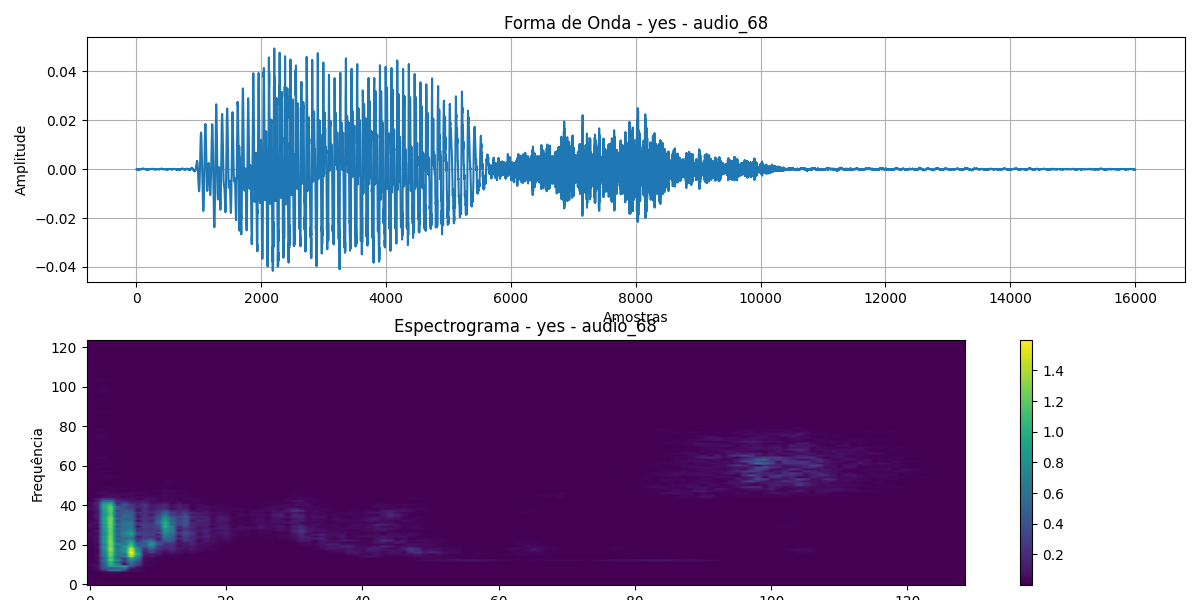 Forma de Onda - yes - audio_68
Amplitude
0.04
0.02
0.00
−0.02
−0.04
0 2000 4000 6000 8000 10000 12000 14000 16000
Amostras
Espectrograma - yes - audio_68
Frequência
120
100
80
60
40
20
0
0 20 40 60 80 100 120
1.4
1.2
1.0
0.8
0.6
0.4
0.2